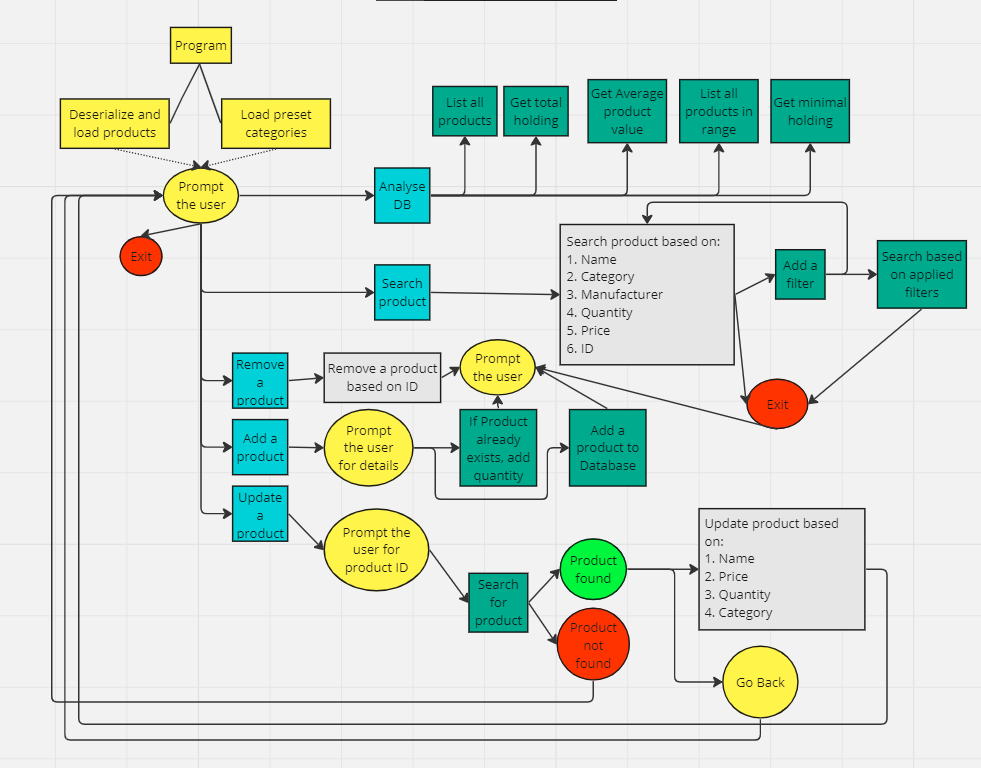 Program
Deserialize and
load products
Load preset
categories
List all
products
Get total
holding
Get Average
product
value
List all
products in
range
Get minimal
holding
Prompt
the user
Analyse
DB
Exit
Search
product
Search product based on:
1. Name
2. Category
3. Manufacturer
4. Quantity
5. Price
6. ID
Add a
filter
Search based
on applied
filters
Remove
a
product
Remove a product
based on ID
Prompt
the user
Exit
Add a
product
Prompt
the user
for details
If Product
already
exists, add
quantity
Add a
product to
Database
Update
a
product
Prompt the
user for
product ID
Search
for
product
Product
found
Product
not
found
Update product based
on:
1. Name
2. Price
3. Quantity
4. Category
Go Back